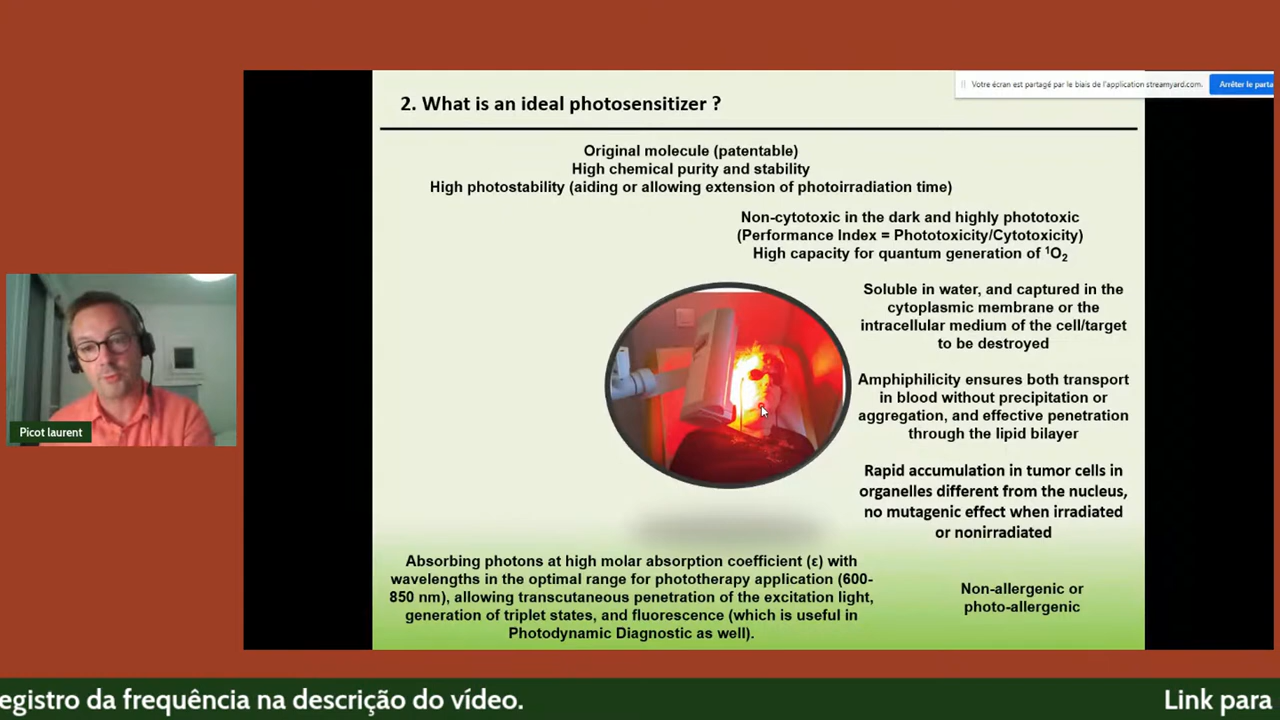 2. What is an ideal photosensitizer ?
Votre écran est partagé par le biais de l'application streamyard.com.
Arrêter le parta
Original molecule (patentable)
High chemical purity and stability
High photostability (aiding or allowing extension of photoirradiation time)
Non-cytotoxic in the dark and highly phototoxic
(Performance Index = Phototoxicity/Cytotoxicity)
High capacity for quantum generation of ¹O₂
Soluble in water, and captured in the
cytoplasmic membrane or the
intracellular medium of the cell/target
to be destroyed
Amphiphilicity ensures both transport
in blood without precipitation or
aggregation, and effective penetration
through the lipid bilayer
Rapid accumulation in tumor cells in
organelles different from the nucleus,
no mutagenic effect when irradiated
or nonirradiated
Absorbing photons at high molar absorption coefficient (ε) with
wavelengths in the optimal range for phototherapy application (600-
850 nm), allowing transcutaneous penetration of the excitation light,
generation of triplet states, and fluorescence (which is useful in
Photodynamic Diagnostic as well).
Non-allergenic or
photo-allergenic
Picot laurent
egistro da frequência na descrição do vídeo.
Link para